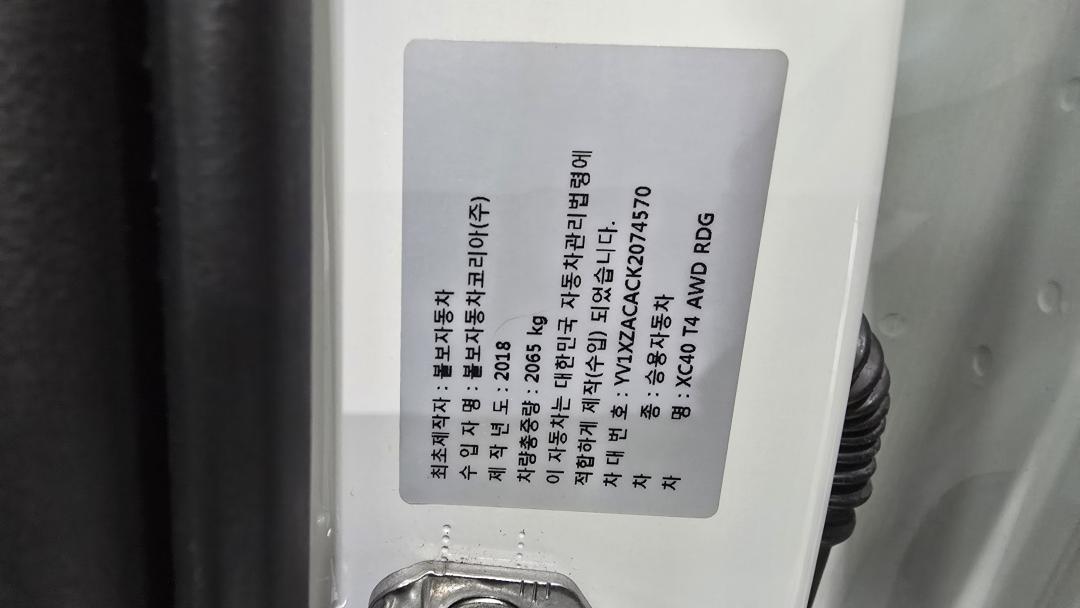 최초제작자 : 볼보자동차
수 입 자 명 : 볼보자동차코리아(주)
제 작 년 도 : 2018
차량총중량 : 2065 kg
이 자동차는 대한민국 자동차관리법령에
적합하게 제작(수입) 되었습니다.
차 대 번 호 : YV1XZACACK2074570
차 종 : 승용자동차
차 명 : XC40 T4 AWD RDG